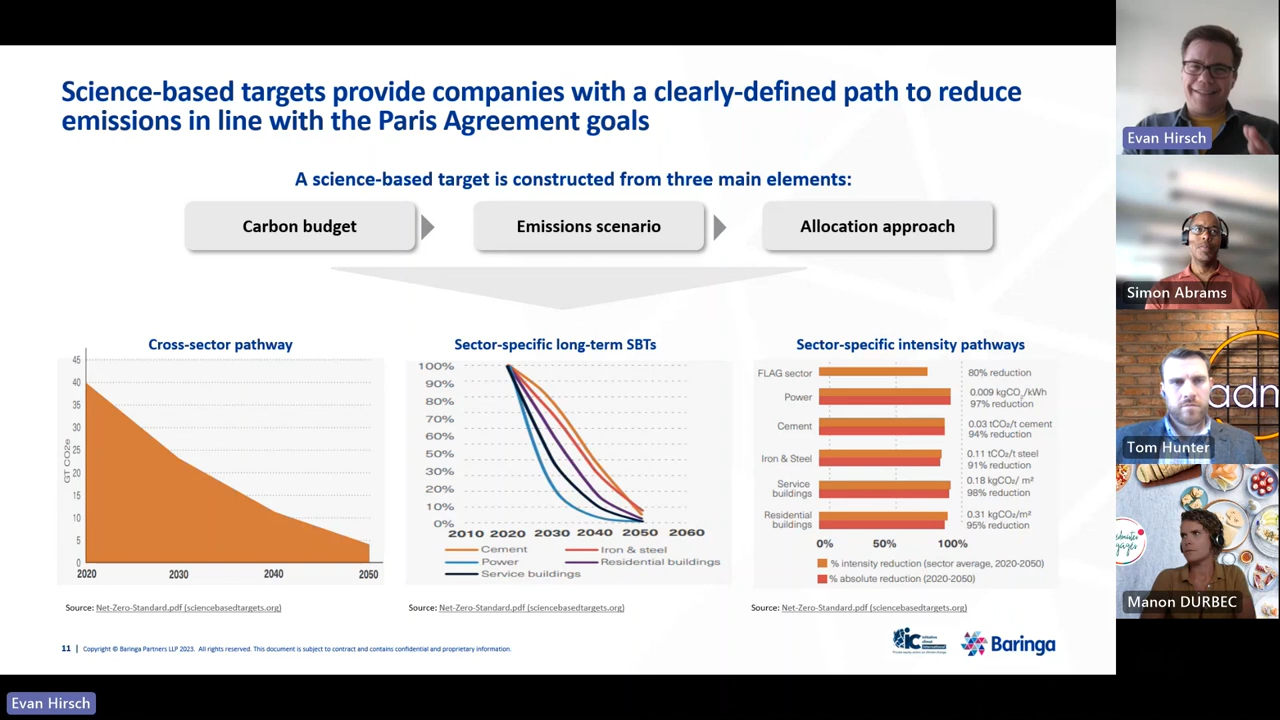 Science-based targets provide companies with a clearly-defined path to reduce
emissions in line with the Paris Agreement goals
A science-based target is constructed from three main elements:
Carbon budget
Emissions scenario
Allocation approach
Cross-sector pathway
GT CO2e
45
40
35
30
25
20
15
10
5
0
2020
2030
2040
2050
Source: Net-Zero-Standard.pdf (sciencebasedtargets.org)
Sector-specific long-term SBTs
100%
90%
80%
70%
60%
50%
30%
20%
10%
0%
2010 2020 2030 2040 2050 2060
Cement
Iron & steel
Power
Residential buildings
Service buildings
Source: Net-Zero-Standard.pdf (sciencebasedtargets.org)
Sector-specific intensity pathways
FLAG sector
80% reduction
Power
0.009 kgCO₂/kWh
97% reduction
Cement
0.03 tCO₂/t cement
94% reduction
Iron & Steel
0.11 tCO₂/t steel
91% reduction
Service
buildings
0.18 kgCO₂/ m²
98% reduction
Residential
buildings
0.31 kgCO₂/m²
95% reduction
0% 50% 100%
% intensity reduction (sector average, 2020-2050)
% absolute reduction (2020-2050)
Source: Net-Zero-Standard.pdf (sciencebasedtargets.org)
11 | Copyright © Baringa Partners LLP 2023. All rights reserved. This document is subject to contract and contains confidential and proprietary information.
iC
Baringa
Evan Hirsch
Simon Abrams
adn
Tom Hunter
Manon DURBEC
Evan Hirsch